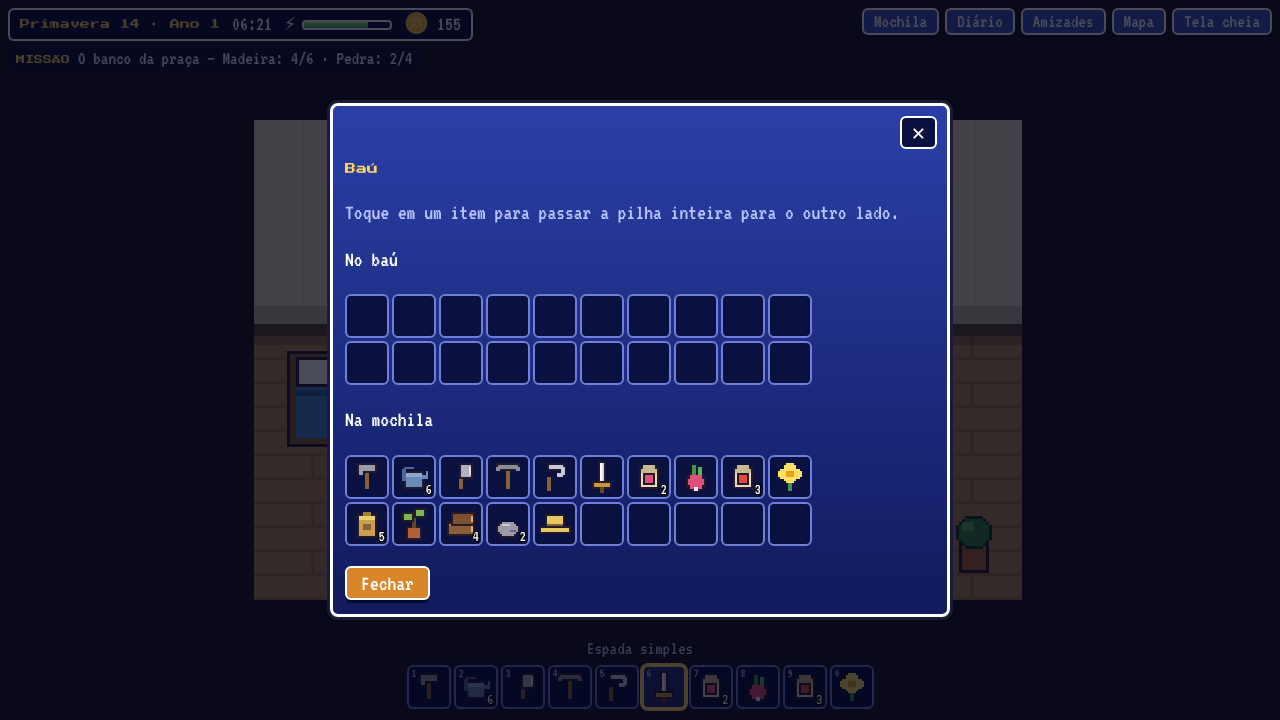 Primavera 14 · Ano 1 06:21 155
Mochila Diário Amizades Mapa Tela cheia
MISSÃO O banco da praça — Madeira: 4/6 · Pedra: 2/4
✕
Baú
Toque em um item para passar a pilha inteira para o outro lado.
No baú
Na mochila
6 2 3
5 4 2
Fechar
Espada simples
1 2 3 4 5 6 7 8 9 0
6 2 3